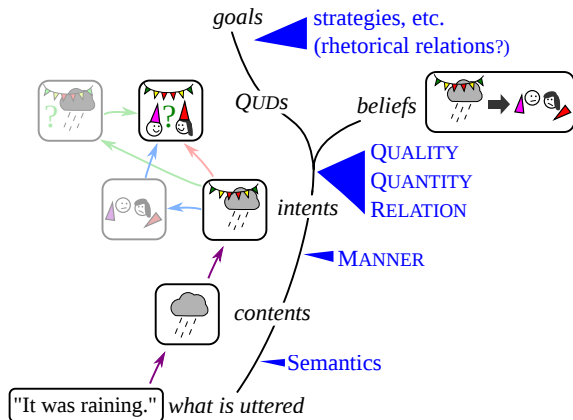 goals
strategies, etc.
(rhetorical relations?)
?
?
QUDs
beliefs
QUALITY
QUANTITY
RELATION
intents
MANNER
contents
Semantics
"It was raining."
what is uttered